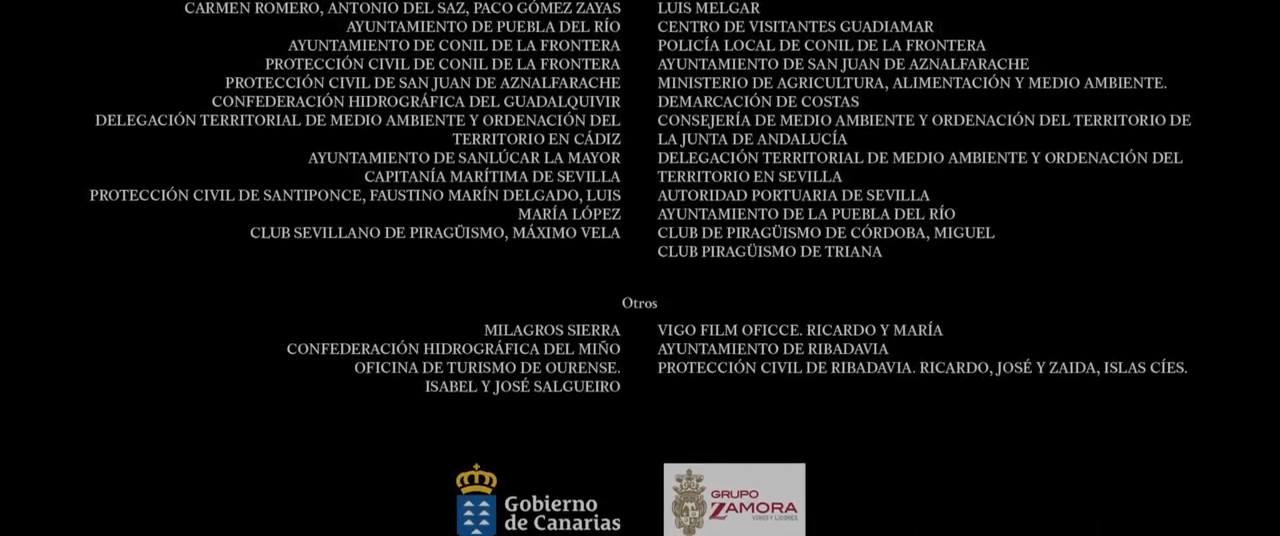 CARMEN ROMERO, ANTONIO DEL SAZ, PACO GÓMEZ ZAYAS
AYUNTAMIENTO DE PUEBLA DEL RÍO
AYUNTAMIENTO DE CONIL DE LA FRONTERA
PROTECCIÓN CIVIL DE CONIL DE LA FRONTERA
PROTECCIÓN CIVIL DE SAN JUAN DE AZNALFARACHE
CONFEDERACIÓN HIDROGRÁFICA DEL GUADALQUIVIR
DELEGACIÓN TERRITORIAL DE MEDIO AMBIENTE Y ORDENACIÓN DEL
TERRITORIO EN CÁDIZ
AYUNTAMIENTO DE SANLÚCAR LA MAYOR
CAPITANÍA MARÍTIMA DE SEVILLA
PROTECCIÓN CIVIL DE SANTIPONCE, FAUSTINO MARÍN DELGADO, LUIS
MARÍA LÓPEZ
CLUB SEVILLANO DE PIRAGÜISMO, MÁXIMO VELA
LUIS MELGAR
CENTRO DE VISITANTES GUADIAMAR
POLICÍA LOCAL DE CONIL DE LA FRONTERA
AYUNTAMIENTO DE SAN JUAN DE AZNALFARACHE
MINISTERIO DE AGRICULTURA, ALIMENTACIÓN Y MEDIO AMBIENTE.
DEMARCACIÓN DE COSTAS
CONSEJERÍA DE MEDIO AMBIENTE Y ORDENACIÓN DEL TERRITORIO DE
LA JUNTA DE ANDALUCÍA
DELEGACIÓN TERRITORIAL DE MEDIO AMBIENTE Y ORDENACIÓN DEL
TERRITORIO EN SEVILLA
AUTORIDAD PORTUARIA DE SEVILLA
AYUNTAMIENTO DE LA PUEBLA DEL RÍO
CLUB DE PIRAGÜISMO DE CÓRDOBA, MIGUEL
CLUB PIRAGÜISMO DE TRIANA
Otros
MILAGROS SIERRA
CONFEDERACIÓN HIDROGRÁFICA DEL MIÑO
OFICINA DE TURISMO DE OURENSE.
ISABEL Y JOSÉ SALGUEIRO
VIGO FILM OFICCE. RICARDO Y MARÍA
AYUNTAMIENTO DE RIBADAVIA
PROTECCIÓN CIVIL DE RIBADAVIA. RICARDO, JOSÉ Y ZAIDA, ISLAS CÍES.
Gobierno
de Canarias
GRUPO
ZAMORA
VINOS Y LICORES